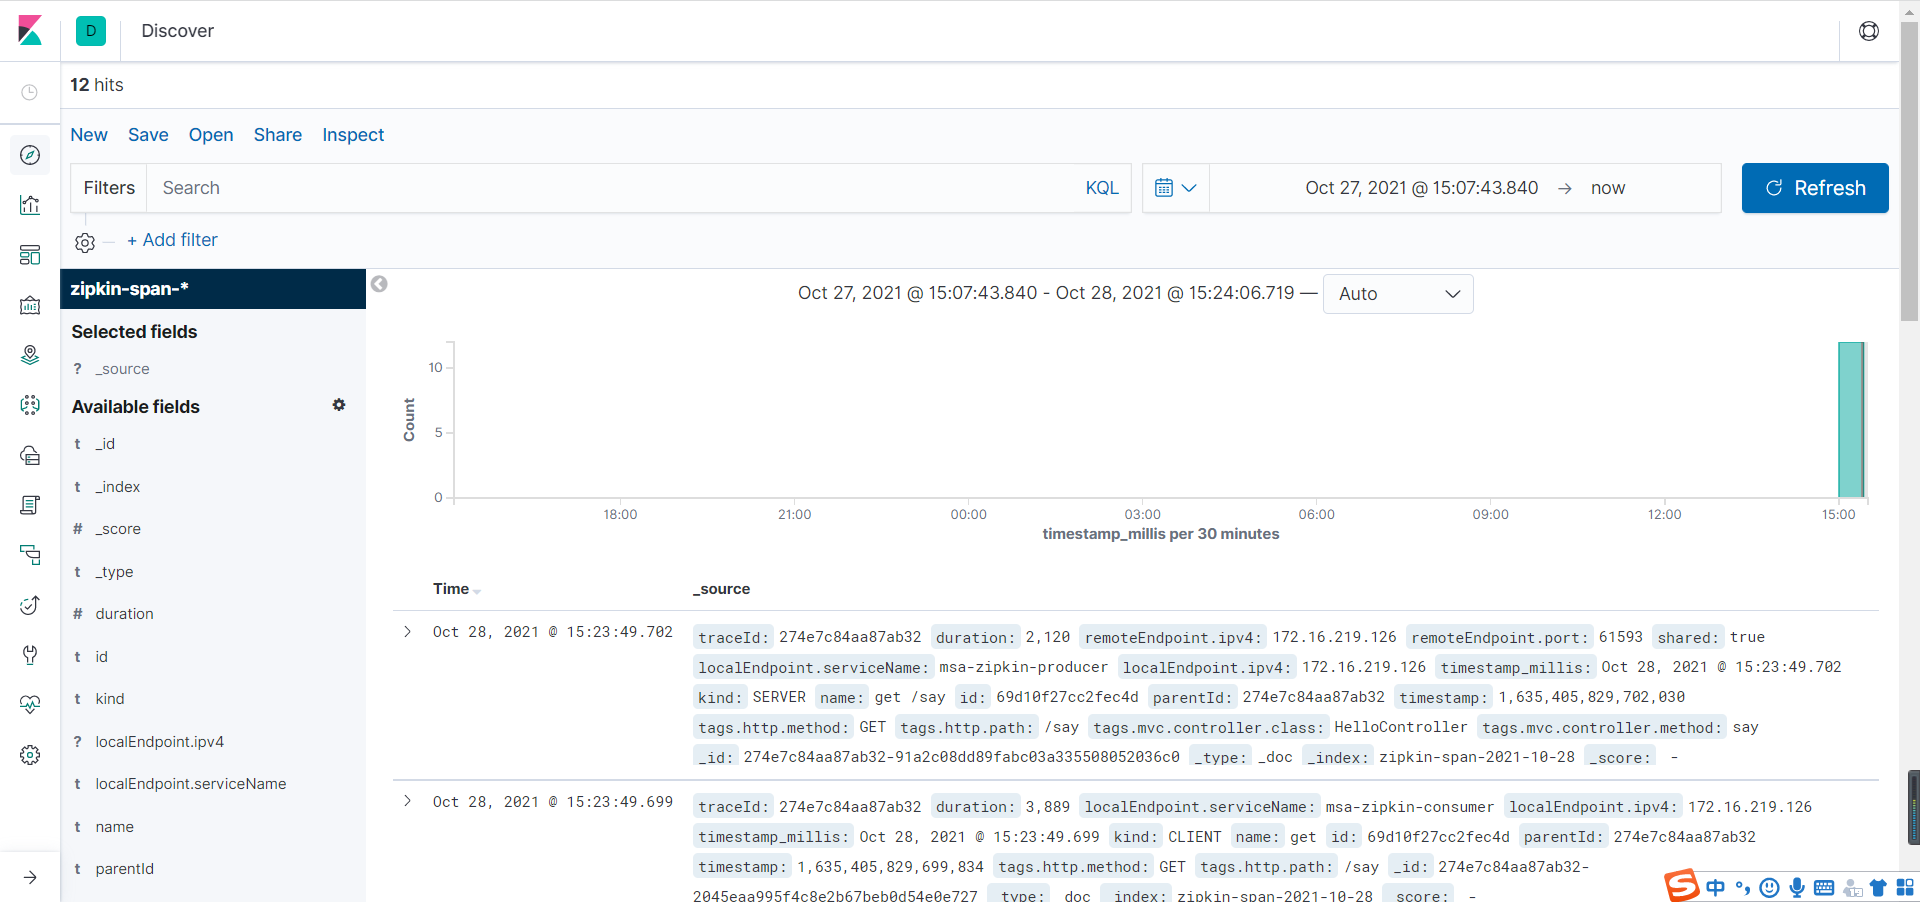 D Discover
12 hits
New Save Open Share Inspect
Filters Search KQL Oct 27, 2021 @ 15:07:43.840 → now Refresh
+ Add filter
zipkin-span-*
Selected fields
? _source
Available fields
t _id
t _index
# _score
t _type
# duration
t id
t kind
? localEndpoint.ipv4
t localEndpoint.serviceName
t name
t parentId
Oct 27, 2021 @ 15:07:43.840 - Oct 28, 2021 @ 15:24:06.719 — Auto
Count
10
5
0
18:00 21:00 00:00 03:00 06:00 09:00 12:00 15:00
timestamp_millis per 30 minutes
Time _source
Oct 28, 2021 @ 15:23:49.702 traceId: 274e7c84aa87ab32 duration: 2,120 remoteEndpoint.ipv4: 172.16.219.126 remoteEndpoint.port: 61593 shared: true
localEndpoint.serviceName: msa-zipkin-producer localEndpoint.ipv4: 172.16.219.126 timestamp_millis: Oct 28, 2021 @ 15:23:49.702
kind: SERVER name: get /say id: 69d10f27cc2fec4d parentId: 274e7c84aa87ab32 timestamp: 1,635,405,829,702,030
tags.http.method: GET tags.http.path: /say tags.mvc.controller.class: HelloController tags.mvc.controller.method: say
_id: 274e7c84aa87ab32-91a2c08dd89fabc03a335508052036c0 _type: _doc _index: zipkin-span-2021-10-28 _score: -
Oct 28, 2021 @ 15:23:49.699 traceId: 274e7c84aa87ab32 duration: 3,889 localEndpoint.serviceName: msa-zipkin-consumer localEndpoint.ipv4: 172.16.219.126
timestamp_millis: Oct 28, 2021 @ 15:23:49.699 kind: CLIENT name: get id: 69d10f27cc2fec4d parentId: 274e7c84aa87ab32
timestamp: 1,635,405,829,699,834 tags.http.method: GET tags.http.path: /say _id: 274e7c84aa87ab32-
2045eaa995f4c8e2b67beb0d54e0e727 _type: _doc _index: zipkin-span-2021-10-28 _score: -
S 中